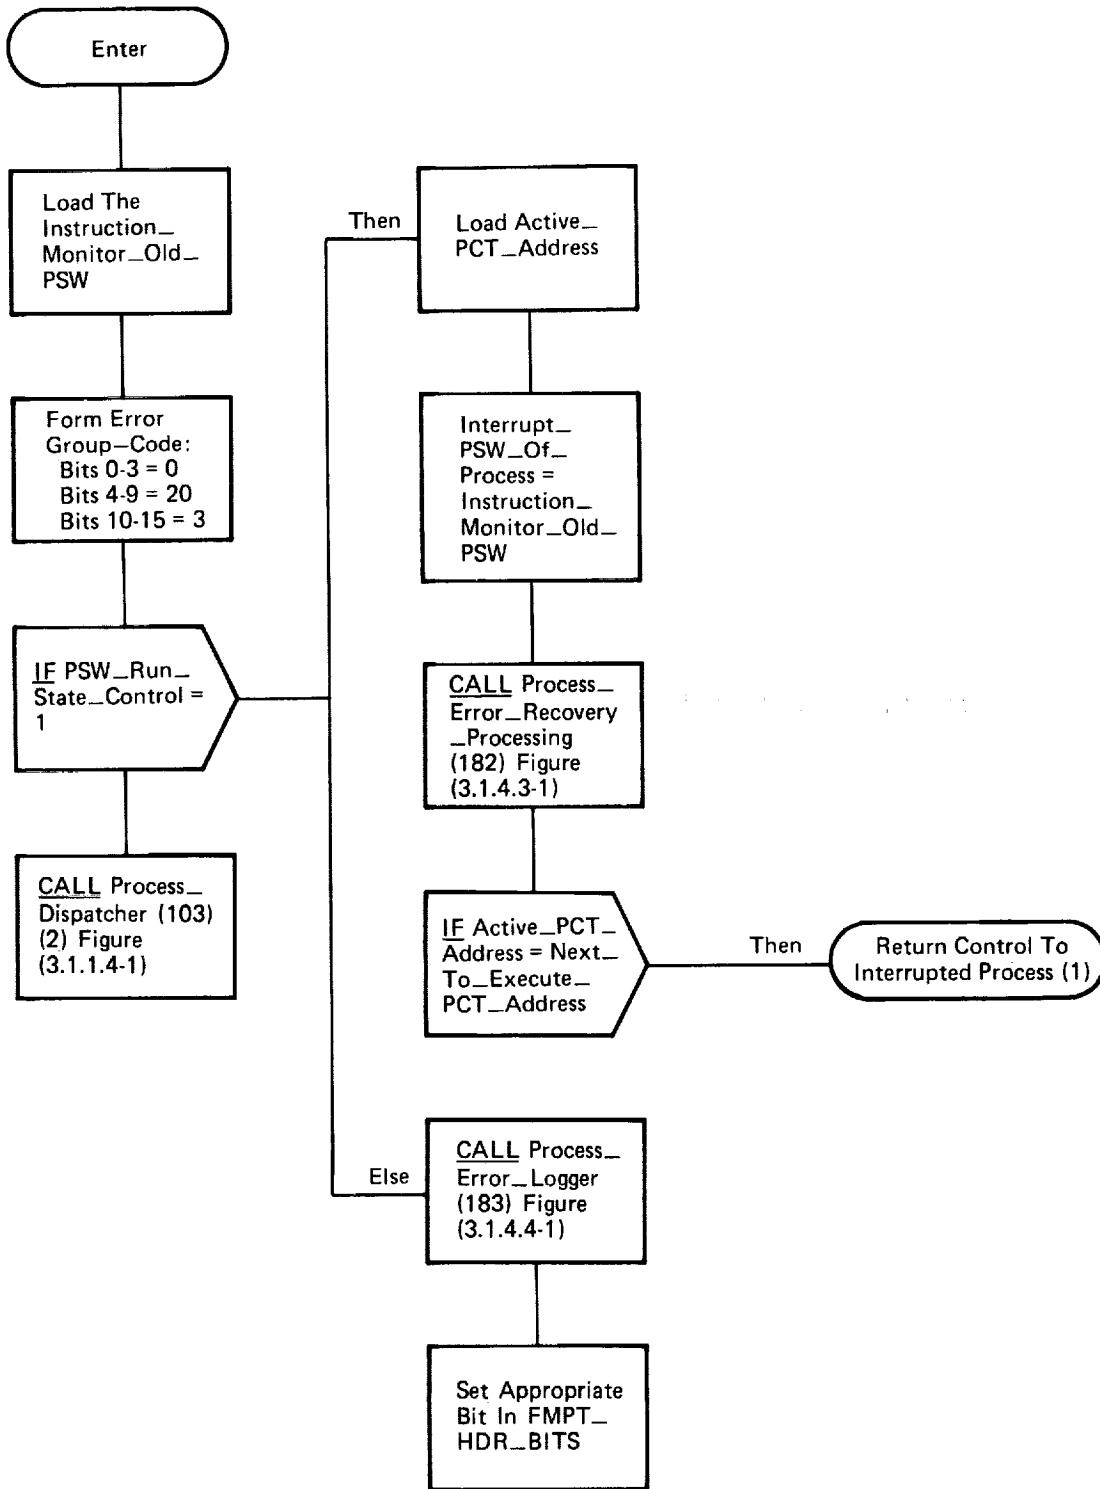 Enter
Load The
Instruction_
Monitor_Old_
PSW
Form Error
Group—Code:
Bits 0-3 = 0
Bits 4-9 = 20
Bits 10-15 = 3
IF PSW_Run_
State_Control =
1
CALL Process_
Dispatcher (103)
(2) Figure
(3.1.1.4-1)
Then
Load Active_
PCT_Address
Interrupt_
PSW_Of_
Process =
Instruction_
Monitor_Old_
PSW
CALL Process_
Error_Recovery
_Processing
(182) Figure
(3.1.4.3-1)
IF Active_PCT_
Address = Next_
To_Execute_
PCT_Address
Then
Return Control To
Interrupted Process (1)
Else
CALL Process_
Error_Logger
(183) Figure
(3.1.4.4-1)
Set Appropriate
Bit In FMPT_
HDR_BITS